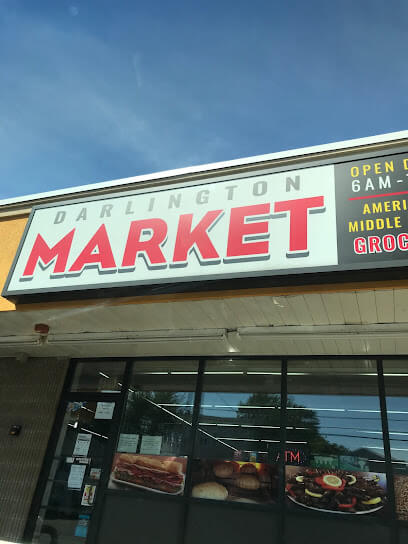 DARLINGTON
MARKET
OPEN D
6AM-
AMERI
MIDDLE
GROC
ATM